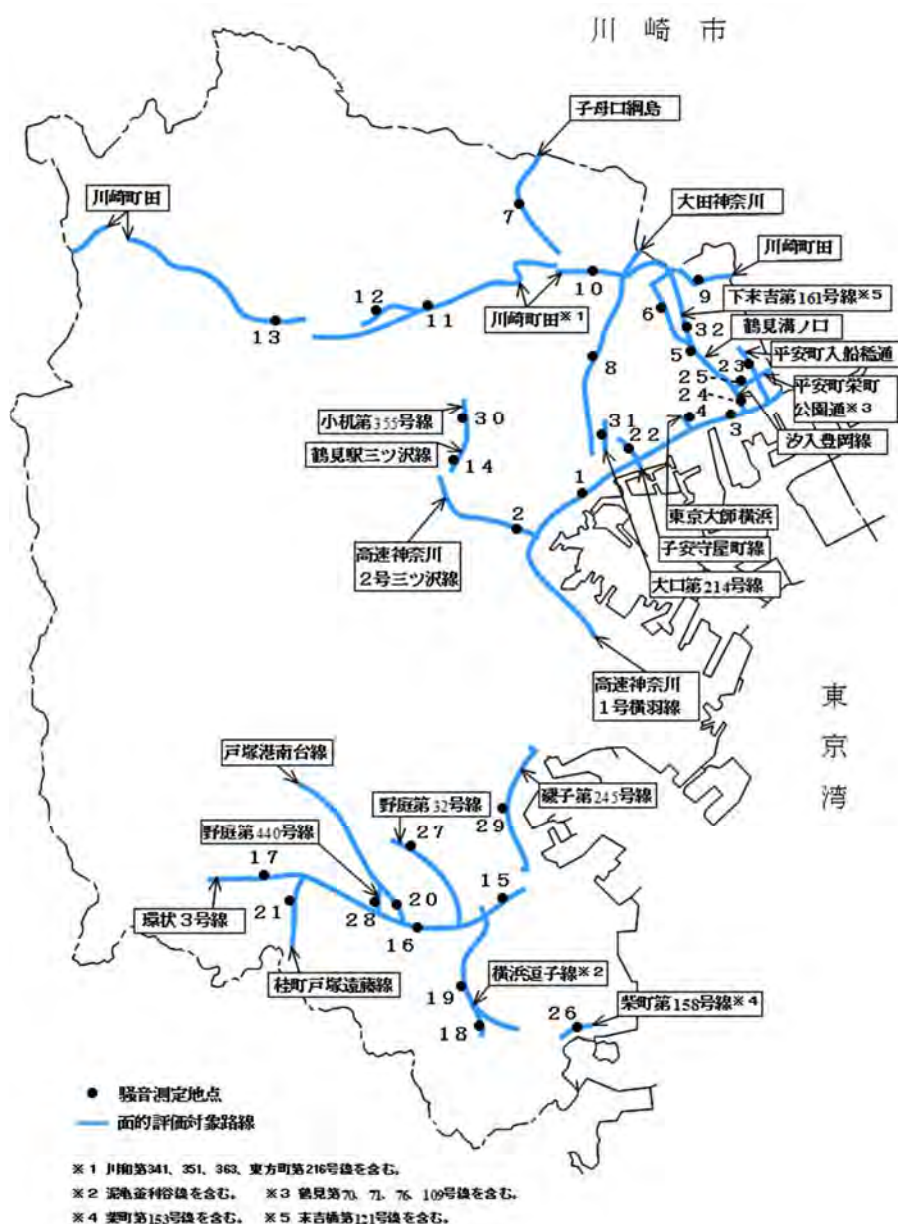 川崎市
子母口綱島
川崎町田
大田神奈川
7
川崎町田
10
9
下末吉第161号線※5
12
11
川崎町田※1
6
32
鶴見溝ノ口
13
8
5
23
平安町入船橋通
25
平安町栄町
公園通※3
小机第355号線
30
24
31
22
4
3
汐入豊岡線
鶴見駅三ツ沢線
14
1
東京大師横浜
2
子安守屋町線
高速神奈川
2号三ツ沢線
大口第214号線
高速神奈川
1号横羽線
東京湾
戸塚港南台線
磯子第245号線
野庭第32号線
29
野庭第440号線
27
17
15
21
28
20
環状3号線
16
桂町戸塚遠藤線
19
横浜逗子線※2
18
26
柴町第158号線※4
騒音測定地点
面的評価対象路線
※1 川和第341、351、363、東方町第216号線を含む。
※2 泥亀釜利谷線を含む。 ※3 鶴見第70、71、76、109号線を含む。
※4 柴町第153号線を含む。 ※5 末吉橋第121号線を含む。